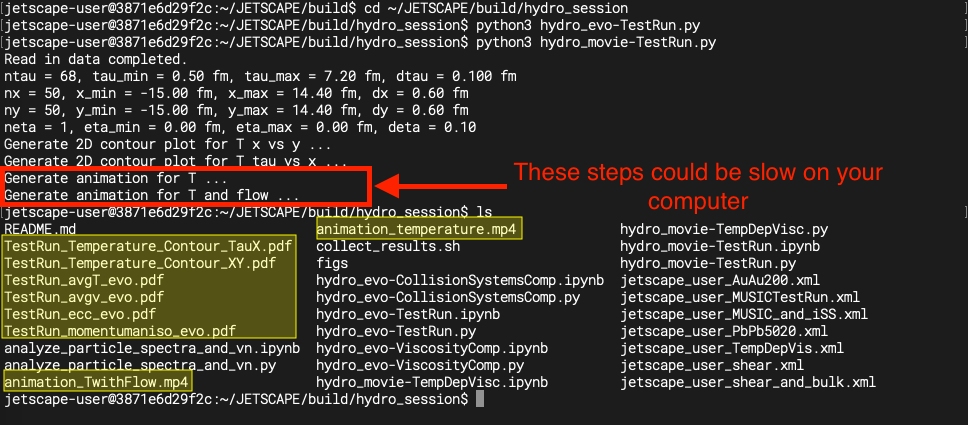 [jetscape-user@3871e6d29f2c:~/JETSCAPE/build$ cd ~/JETSCAPE/build/hydro_session
[jetscape-user@3871e6d29f2c:~/JETSCAPE/build/hydro_session$ python3 hydro_evo-TestRun.py
[jetscape-user@3871e6d29f2c:~/JETSCAPE/build/hydro_session$ python3 hydro_movie-TestRun.py
Read in data completed.
ntau = 68, tau_min = 0.50 fm, tau_max = 7.20 fm, dtau = 0.100 fm
nx = 50, x_min = -15.00 fm, x_max = 14.40 fm, dx = 0.60 fm
ny = 50, y_min = -15.00 fm, y_max = 14.40 fm, dy = 0.60 fm
neta = 1, eta_min = 0.00 fm, eta_max = 0.00 fm, deta = 0.10
Generate 2D contour plot for T x vs y ...
Generate 2D contour plot for T tau vs x ...
Generate animation for T ...
Generate animation for T and flow ...
These steps could be slow on your
computer
[jetscape-user@3871e6d29f2c:~/JETSCAPE/build/hydro_session$ ls
README.md animation_temperature.mp4 hydro_movie-TempDepVisc.py
TestRun_Temperature_Contour_TauX.pdf collect_results.sh hydro_movie-TestRun.ipynb
TestRun_Temperature_Contour_XY.pdf figs hydro_movie-TestRun.py
TestRun_avgT_evo.pdf hydro_evo-CollisionSystemsComp.ipynb jetscape_user_AuAu200.xml
TestRun_avgv_evo.pdf hydro_evo-CollisionSystemsComp.py jetscape_user_MUSICTestRun.xml
TestRun_ecc_evo.pdf hydro_evo-TestRun.ipynb jetscape_user_MUSIC_and_iSS.xml
TestRun_momentumaniso_evo.pdf hydro_evo-TestRun.py jetscape_user_PbPb5020.xml
analyze_particle_spectra_and_vn.ipynb hydro_evo-ViscosityComp.ipynb jetscape_user_TempDepVis.xml
analyze_particle_spectra_and_vn.py hydro_evo-ViscosityComp.py jetscape_user_shear.xml
animation_TwithFlow.mp4 hydro_movie-TempDepVisc.ipynb jetscape_user_shear_and_bulk.xml
jetscape-user@3871e6d29f2c:~/JETSCAPE/build/hydro_session$